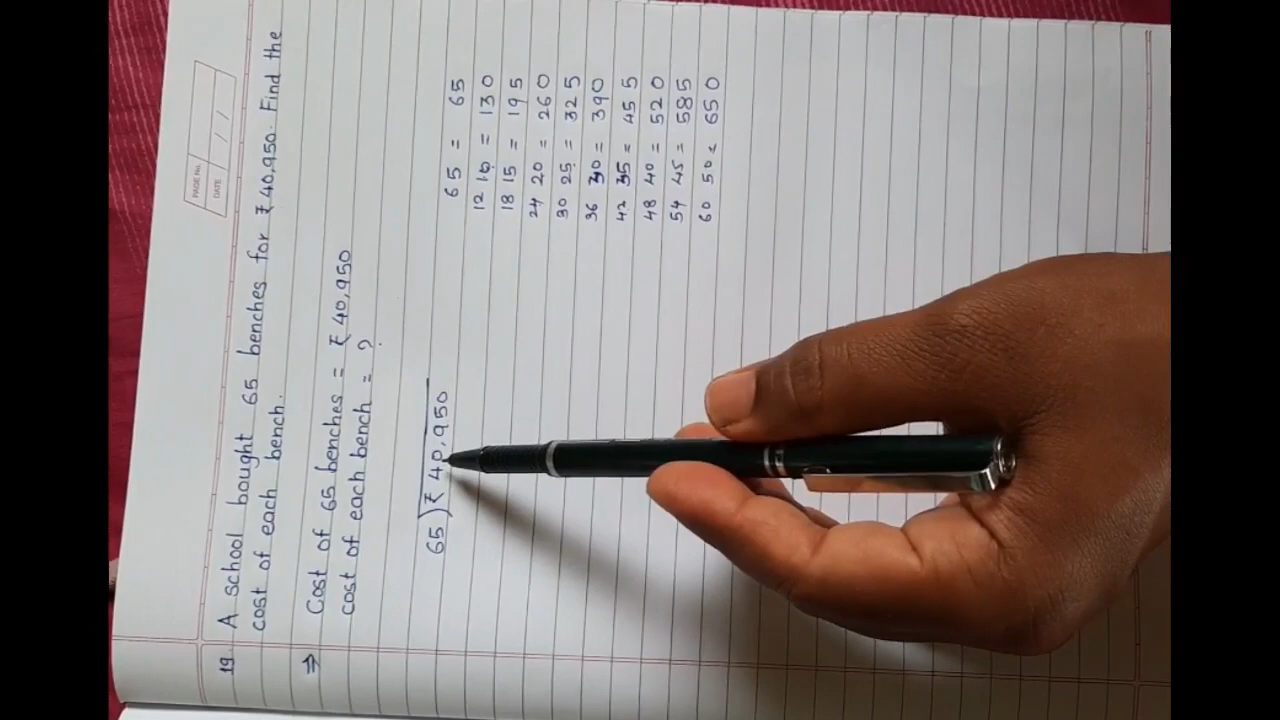 PAGE No.
DATE / /
19. A school bought 65 benches for ₹40,950. Find the
cost of each bench.
⇒ Cost of 65 benches = ₹40,950
cost of each bench = ?
65)₹40,950
65 = 65
12 10 = 130
18 15 = 195
24 20 = 260
30 25 = 325
36 30 = 390
42 35 = 455
48 40 = 520
54 45 = 585
60 50 = 650